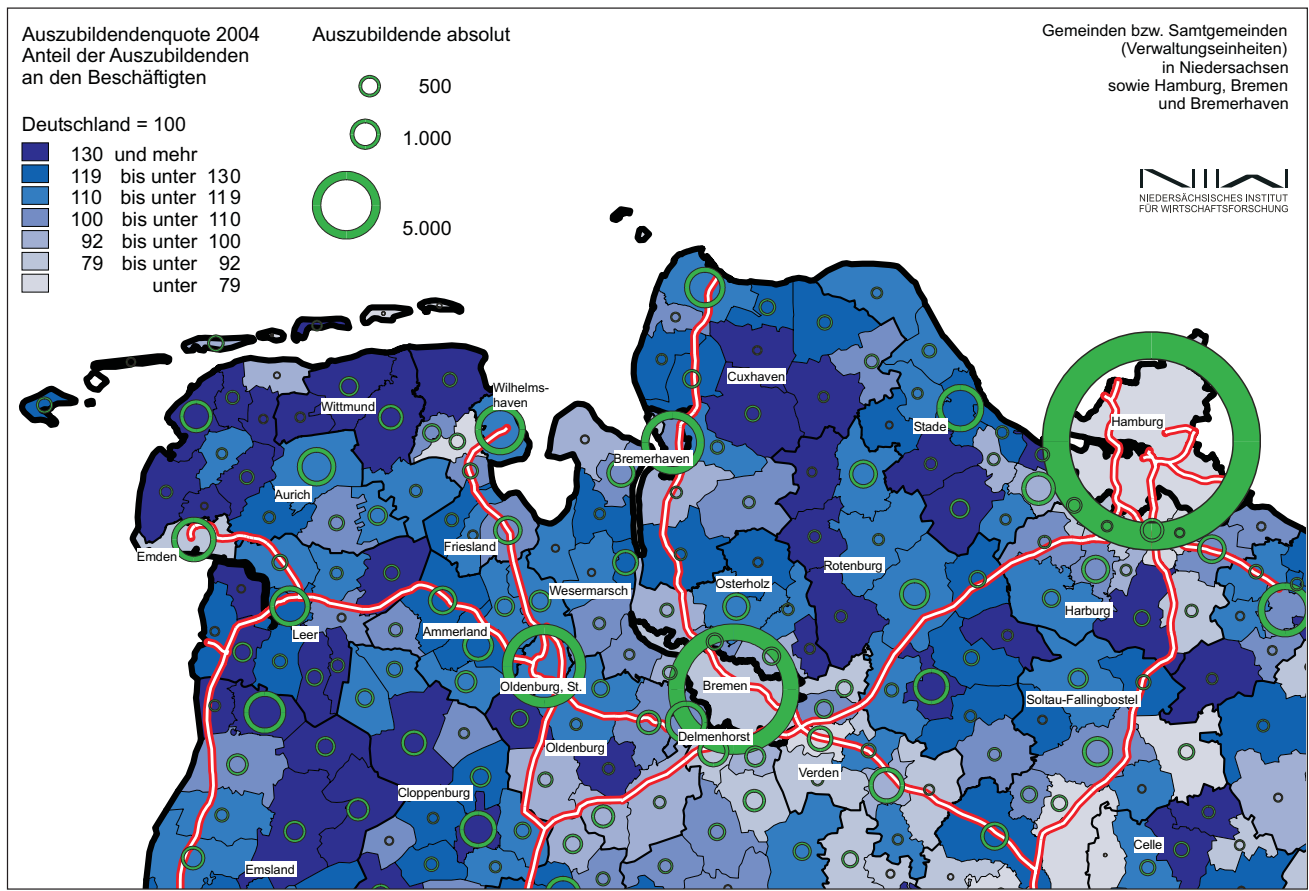 Auszubildendenquote 2004
Anteil der Auszubildenden
an den Beschäftigten
Deutschland = 100
130 und mehr
119 bis unter 130
110 bis unter 119
100 bis unter 110
92 bis unter 100
79 bis unter 92
unter 79
Auszubildende absolut
500
1.000
5.000
Gemeinden bzw. Samtgemeinden
(Verwaltungseinheiten)
in Niedersachsen
sowie Hamburg, Bremen
und Bremerhaven
NIW
NIEDERSÄCHSISCHES INSTITUT
FÜR WIRTSCHAFTSFORSCHUNG
Cuxhaven
Wilhelms-
haven
Wittmund
Hamburg
Stade
Bremerhaven
Aurich
Friesland
Emden
Rotenburg
Osterholz
Wesermarsch
Harburg
Leer
Ammerland
Oldenburg, St.
Bremen
Soltau-Fallingbostel
Delmenhorst
Oldenburg
Verden
Cloppenburg
Celle
Emsland